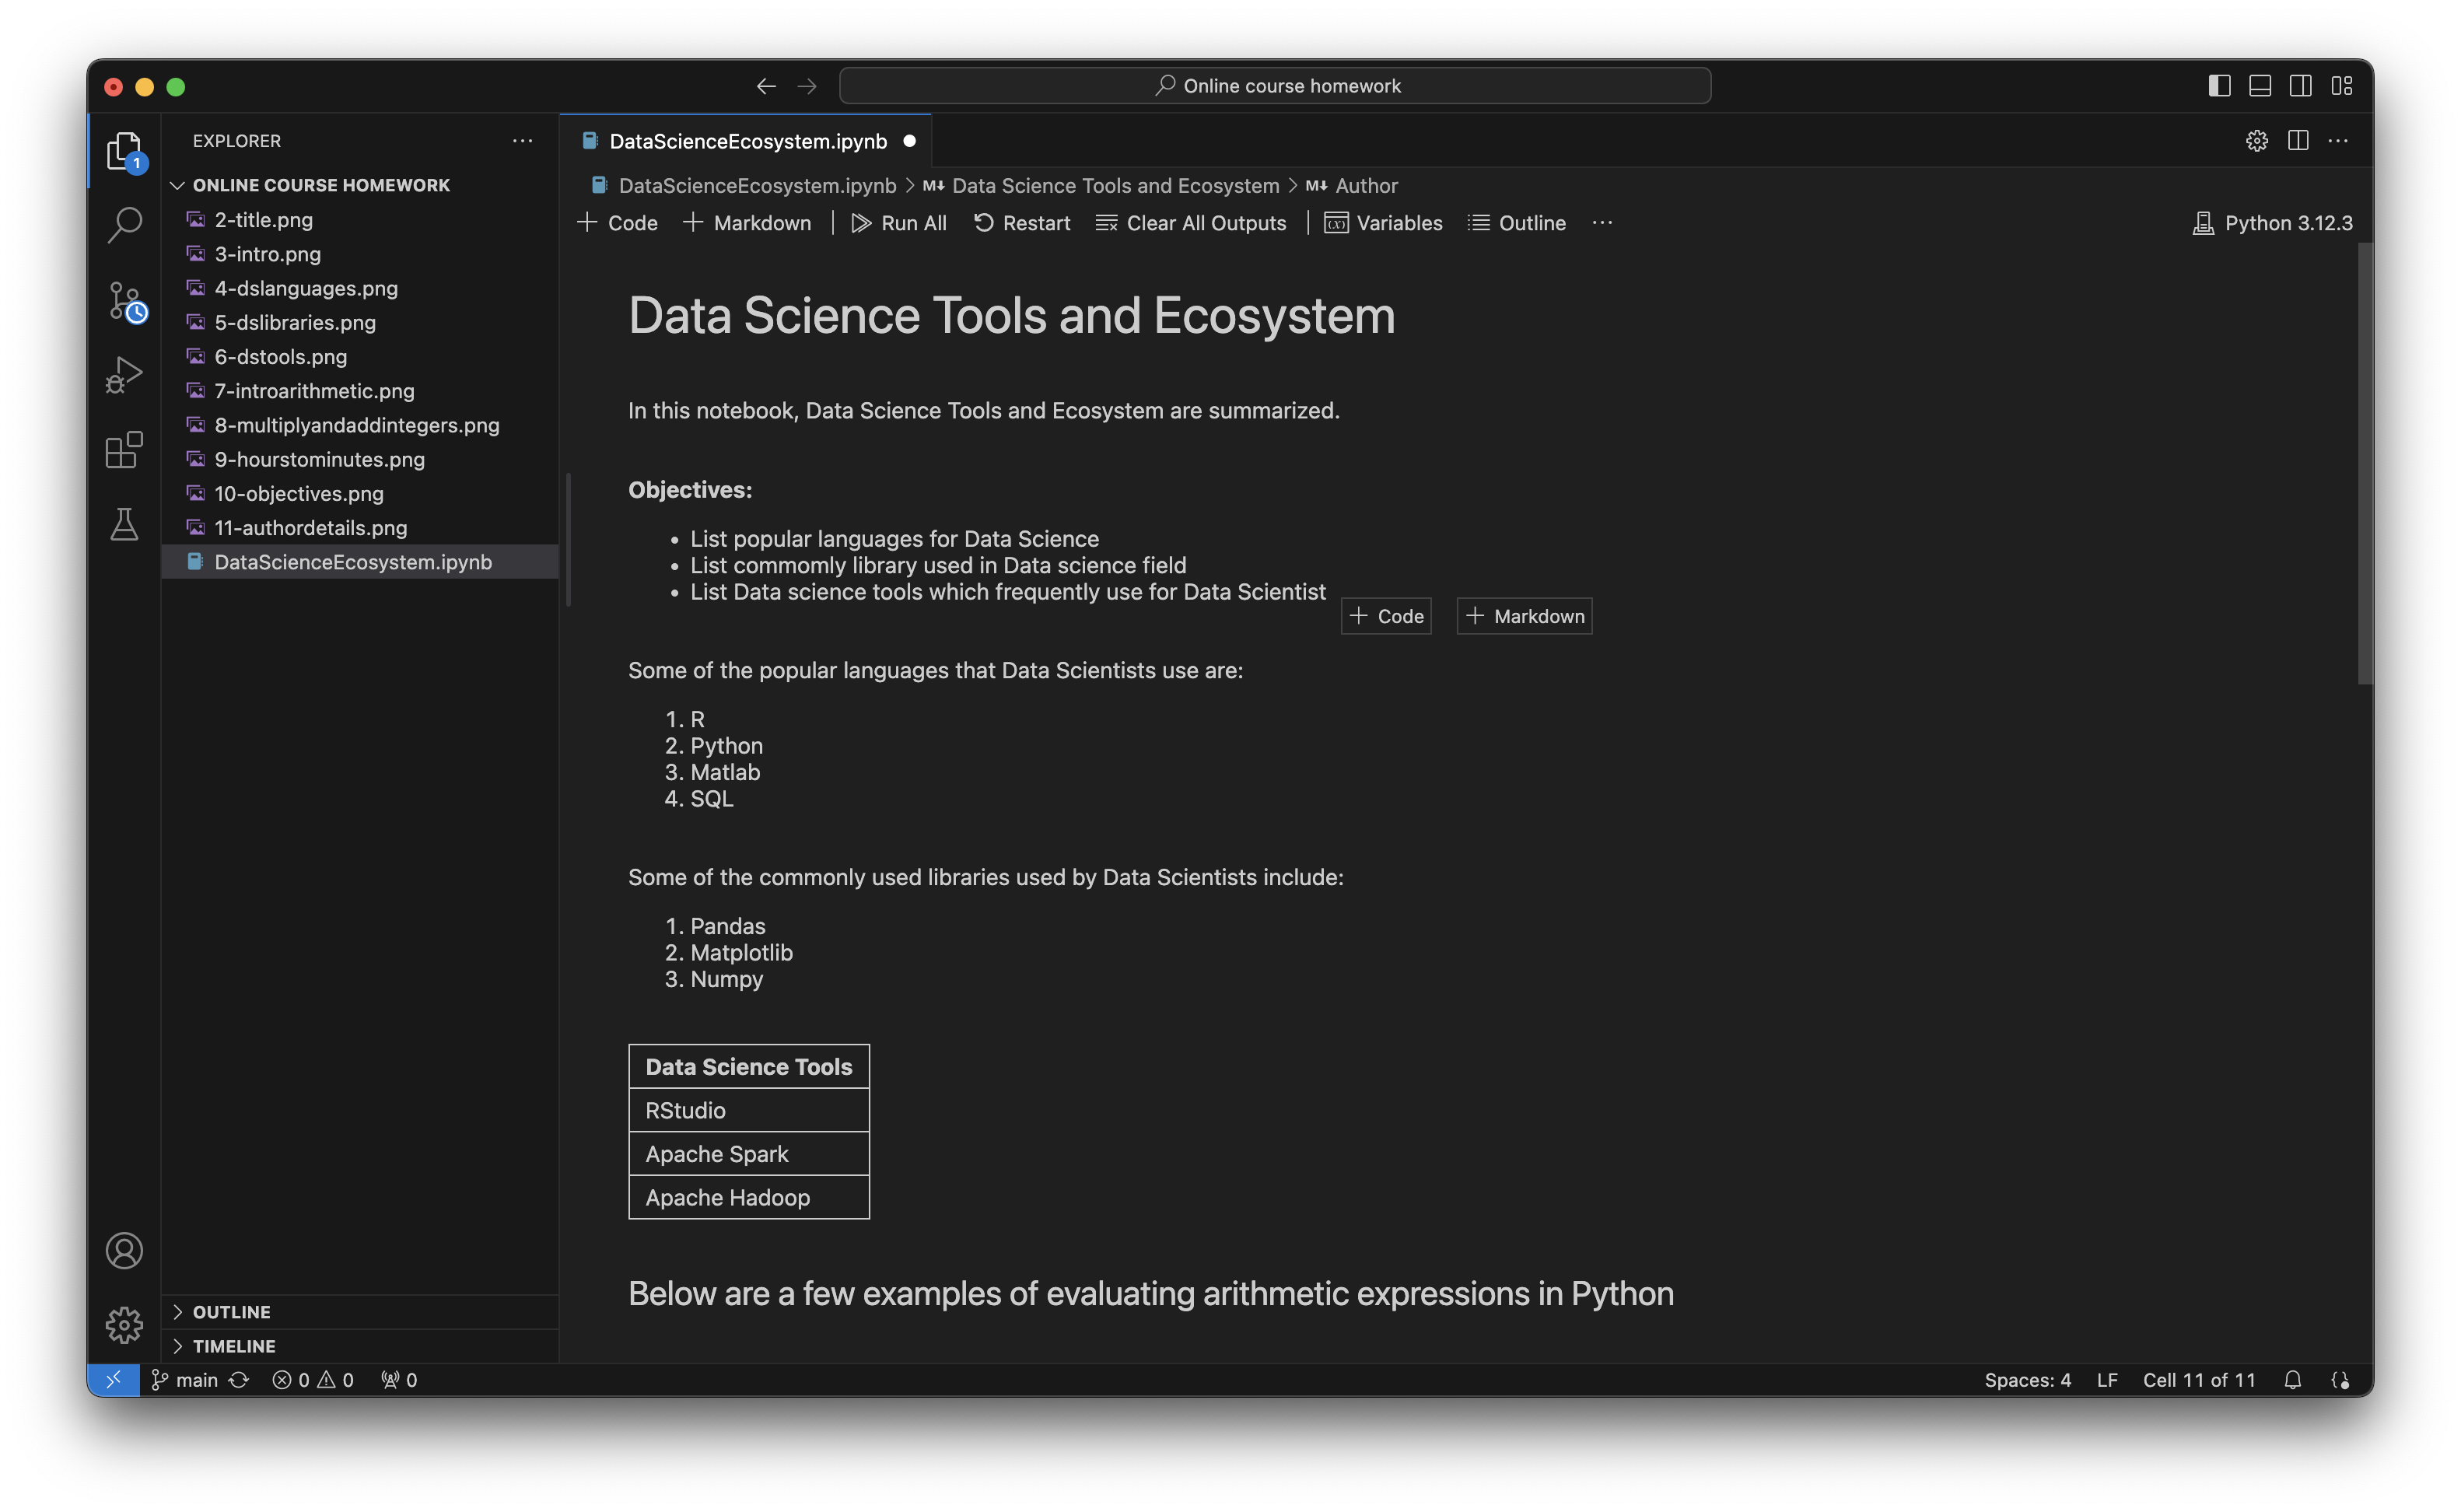 Online course homework
EXPLORER
ONLINE COURSE HOMEWORK
2-title.png
3-intro.png
4-dslanguages.png
5-dslibraries.png
6-dstools.png
7-introarithmetic.png
8-multiplyandaddintegers.png
9-hourstominutes.png
10-objectives.png
11-authordetails.png
DataScienceEcosystem.ipynb
OUTLINE
TIMELINE
1
DataScienceEcosystem.ipynb
DataScienceEcosystem.ipynb > M↓ Data Science Tools and Ecosystem > M↓ Author
+ Code + Markdown | Run All Restart Clear All Outputs | (x) Variables Outline ... Python 3.12.3
Data Science Tools and Ecosystem
In this notebook, Data Science Tools and Ecosystem are summarized.
Objectives:
• List popular languages for Data Science
• List commomly library used in Data science field
• List Data science tools which frequently use for Data Scientist
+ Code + Markdown
Some of the popular languages that Data Scientists use are:
1. R
2. Python
3. Matlab
4. SQL
Some of the commonly used libraries used by Data Scientists include:
1. Pandas
2. Matplotlib
3. Numpy
Data Science Tools
RStudio
Apache Spark
Apache Hadoop
Below are a few examples of evaluating arithmetic expressions in Python
main 0 0 0 Spaces: 4 LF Cell 11 of 11